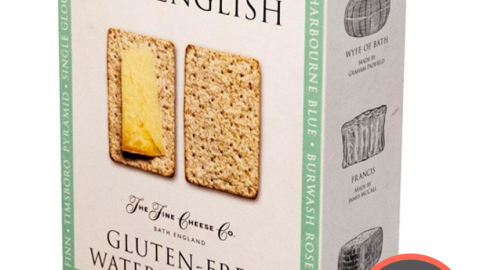 ENGLISH
FINN · TIMSBORO PYRAMID · SINGLE
HARBOURNE BLUE · BURWASH ROSE
The Fine Cheese Co.
BATH ENGLAND
GLUTEN-FREE
WYFE OF BATH
MADE BY
GRAHAM PADFIELD
FRANCIS
MADE BY
JAMES MCCALL